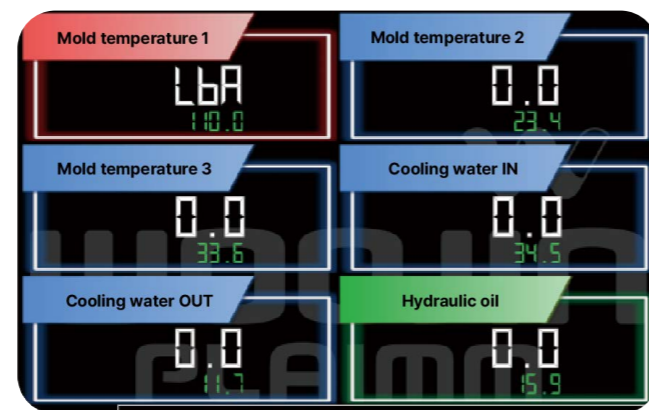 Mold temperature 1
Mold temperature 2
LbA
0.0
110.0
23.4
Mold temperature 3
Cooling water IN
0.0
0.0
33.6
34.5
Cooling water OUT
Hydraulic oil
0.0
0.0
11.7
15.9
WOOJIN
PLAIMM